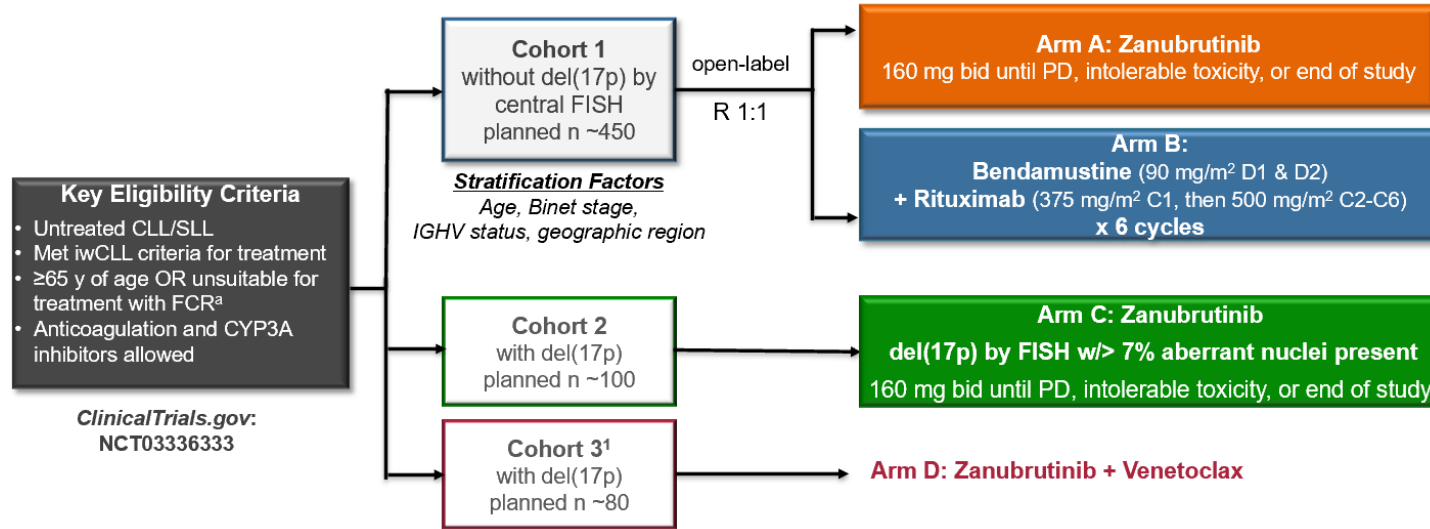 Key Eligibility Criteria
• Untreated CLL/SLL
• Met iwCLL criteria for treatment
• ≥65 y of age OR unsuitable for
treatment with FCRᵃ
• Anticoagulation and CYP3A
inhibitors allowed
ClinicalTrials.gov:
NCT03336333
Cohort 1
without del(17p) by
central FISH
planned n ~450
Stratification Factors
Age, Binet stage,
IGHV status, geographic region
open-label
R 1:1
Arm A: Zanubrutinib
160 mg bid until PD, intolerable toxicity, or end of study
Arm B:
Bendamustine (90 mg/m² D1 & D2)
+ Rituximab (375 mg/m² C1, then 500 mg/m² C2-C6)
x 6 cycles
Cohort 2
with del(17p)
planned n ~100
Arm C: Zanubrutinib
del(17p) by FISH w/> 7% aberrant nuclei present
160 mg bid until PD, intolerable toxicity, or end of study
Cohort 3¹
with del(17p)
planned n ~80
Arm D: Zanubrutinib + Venetoclax